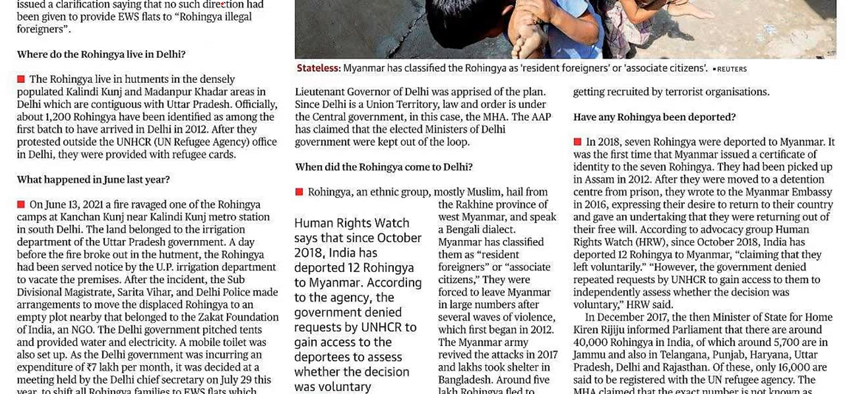 issued a clarification saying that no such direction had
been given to provide EWS flats to “Rohingya illegal
foreigners”.
Where do the Rohingya live in Delhi?
■ The Rohingya live in hutments in the densely
populated Kalindi Kunj and Madanpur Khadar areas in
Delhi which are contiguous with Uttar Pradesh. Officially,
about 1,200 Rohingya have been identified as among the
first batch to have arrived in Delhi in 2012. After they
protested outside the UNHCR (UN Refugee Agency) office
in Delhi, they were provided with refugee cards.
What happened in June last year?
■ On June 13, 2021 a fire ravaged one of the Rohingya
camps at Kanchan Kunj near Kalindi Kunj metro station
in south Delhi. The land belonged to the irrigation
department of the Uttar Pradesh government. A day
before the fire broke out in the hutment, the Rohingya
had been served notice by the U.P. irrigation department
to vacate the premises. After the incident, the Sub
Divisional Magistrate, Sarita Vihar, and Delhi Police made
arrangements to move the displaced Rohingya to an
empty plot nearby that belonged to the Zakat Foundation
of India, an NGO. The Delhi government pitched tents
and provided water and electricity. A mobile toilet was
also set up. As the Delhi government was incurring an
expenditure of ₹7 lakh per month, it was decided at a
meeting held by the Delhi chief secretary on July 29 this
year, to shift all Rohingya families to EWS flats which
Stateless: Myanmar has classified the Rohingya as 'resident foreigners' or 'associate citizens'. ▪REUTERS
Lieutenant Governor of Delhi was apprised of the plan.
Since Delhi is a Union Territory, law and order is under
the Central government, in this case, the MHA. The AAP
has claimed that the elected Ministers of Delhi
government were kept out of the loop.
When did the Rohingya come to Delhi?
■ Rohingya, an ethnic group, mostly Muslim, hail from
the Rakhine province of
west Myanmar, and speak
a Bengali dialect.
Myanmar has classified
them as “resident
foreigners” or “associate
citizens,” They were
forced to leave Myanmar
in large numbers after
several waves of violence,
which first began in 2012.
The Myanmar army
revived the attacks in 2017
and lakhs took shelter in
Bangladesh. Around five
lakh Rohingya fled to
Human Rights Watch
says that since October
2018, India has
deported 12 Rohingya
to Myanmar. According
to the agency, the
government denied
requests by UNHCR to
gain access to the
deportees to assess
whether the decision
was voluntary
getting recruited by terrorist organisations.
Have any Rohingya been deported?
■ In 2018, seven Rohingya were deported to Myanmar. It
was the first time that Myanmar issued a certificate of
identity to the seven Rohingya. They had been picked up
in Assam in 2012. After they were moved to a detention
centre from prison, they wrote to the Myanmar Embassy
in 2016, expressing their desire to return to their country
and gave an undertaking that they were returning out of
their free will. According to advocacy group Human
Rights Watch (HRW), since October 2018, India has
deported 12 Rohingya to Myanmar, “claiming that they
left voluntarily.” “However, the government denied
repeated requests by UNHCR to gain access to them to
independently assess whether the decision was
voluntary,” HRW said.
In December 2017, the then Minister of State for Home
Kiren Rijiju informed Parliament that there are around
40,000 Rohingya in India, of which around 5,700 are in
Jammu and also in Telangana, Punjab, Haryana, Uttar
Pradesh, Delhi and Rajasthan. Of these, only 16,000 are
said to be registered with the UN refugee agency. The
MHA claimed that the exact number is not known as